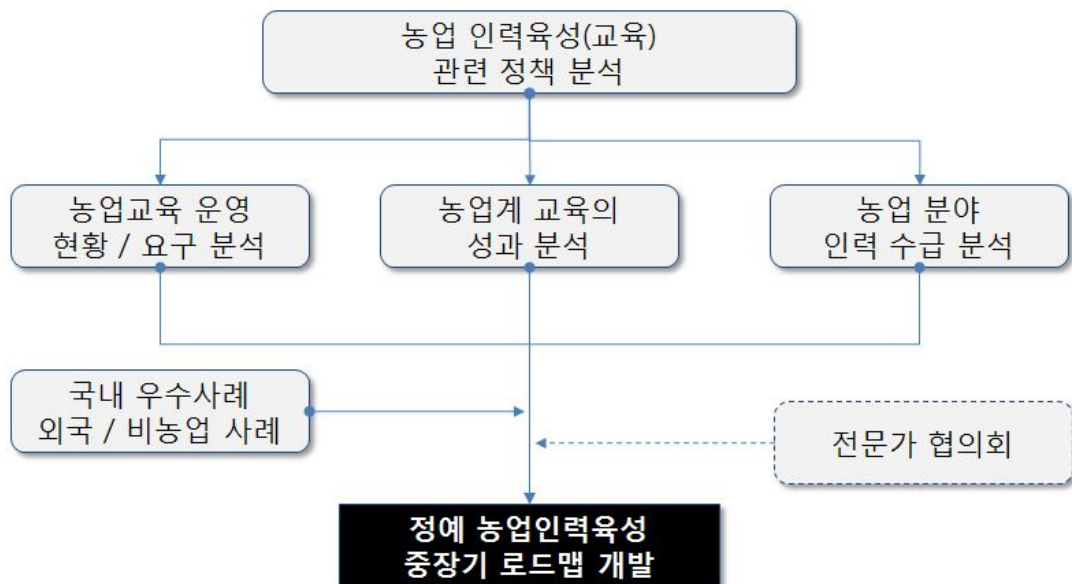 농업 인력육성(교육)
관련 정책 분석
농업교육 운영
현황 / 요구 분석
농업계 교육의
성과 분석
농업 분야
인력 수급 분석
국내 우수사례
외국 / 비농업 사례
전문가 협의회
정예 농업인력육성
중장기 로드맵 개발